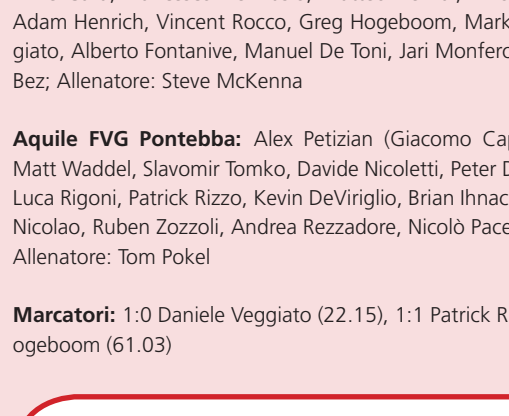 Adam Henrich, Vincent Rocco, Greg Hogeboom, Mark
giato, Alberto Fontanive, Manuel De Toni, Jari Monferd
Bez; Allenatore: Steve McKenna
Aquile FVG Pontebba: Alex Petizian (Giacomo Cap
Matt Waddel, Slavomir Tomko, Davide Nicoletti, Peter D
Luca Rigoni, Patrick Rizzo, Kevin DeViriglio, Brian Ihnac
Nicolao, Ruben Zozzoli, Andrea Rezzadore, Nicolò Pace
Allenatore: Tom Pokel
Marcatori: 1:0 Daniele Veggiato (22.15), 1:1 Patrick R
ogeboom (61.03)